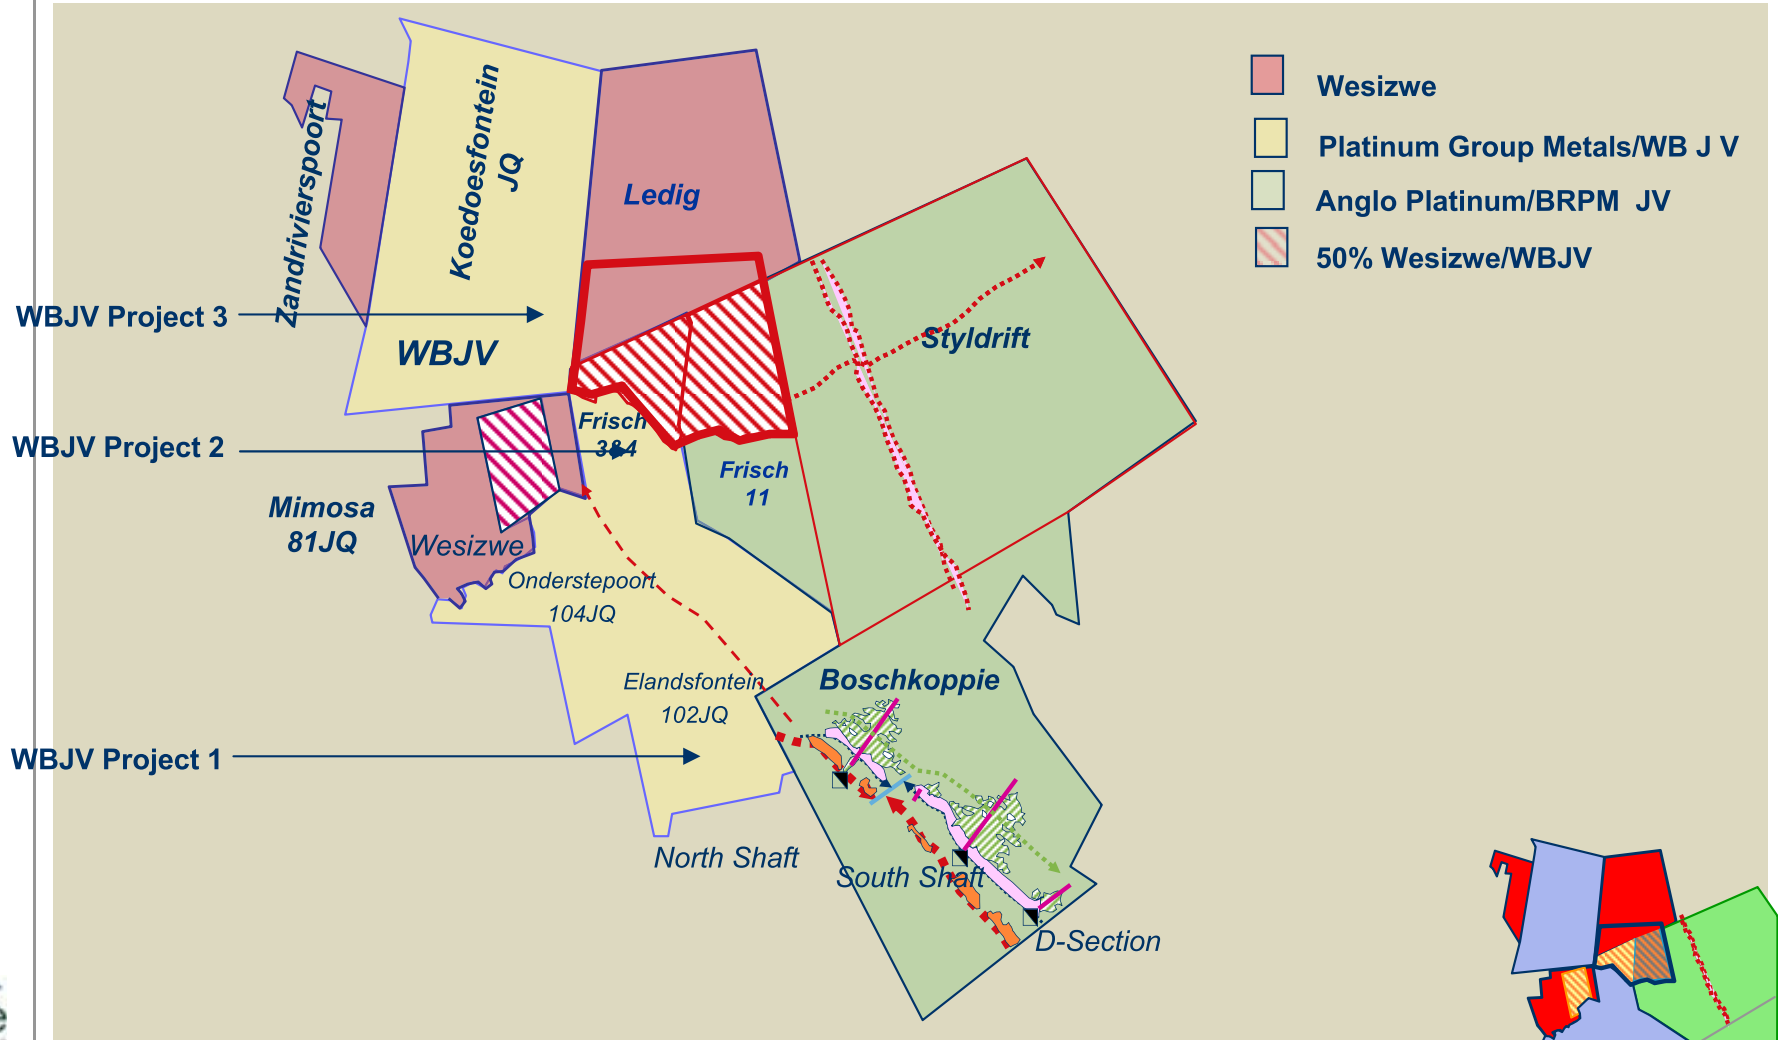 Wesizwe
Platinum Group Metals/WB J V
Anglo Platinum/BRPM JV
50% Wesizwe/WBJV
Zandrivierspoort
Koedoesfontein
JQ
Ledig
WBJV Project 3
WBJV
Styldrift
Frisch
3&4
WBJV Project 2
Frisch
11
Mimosa
81JQ
Wesizwe
Onderstepoort
104JQ
Elandsfontein
102JQ
Boschkoppie
WBJV Project 1
North Shaft
South Shaft
D-Section